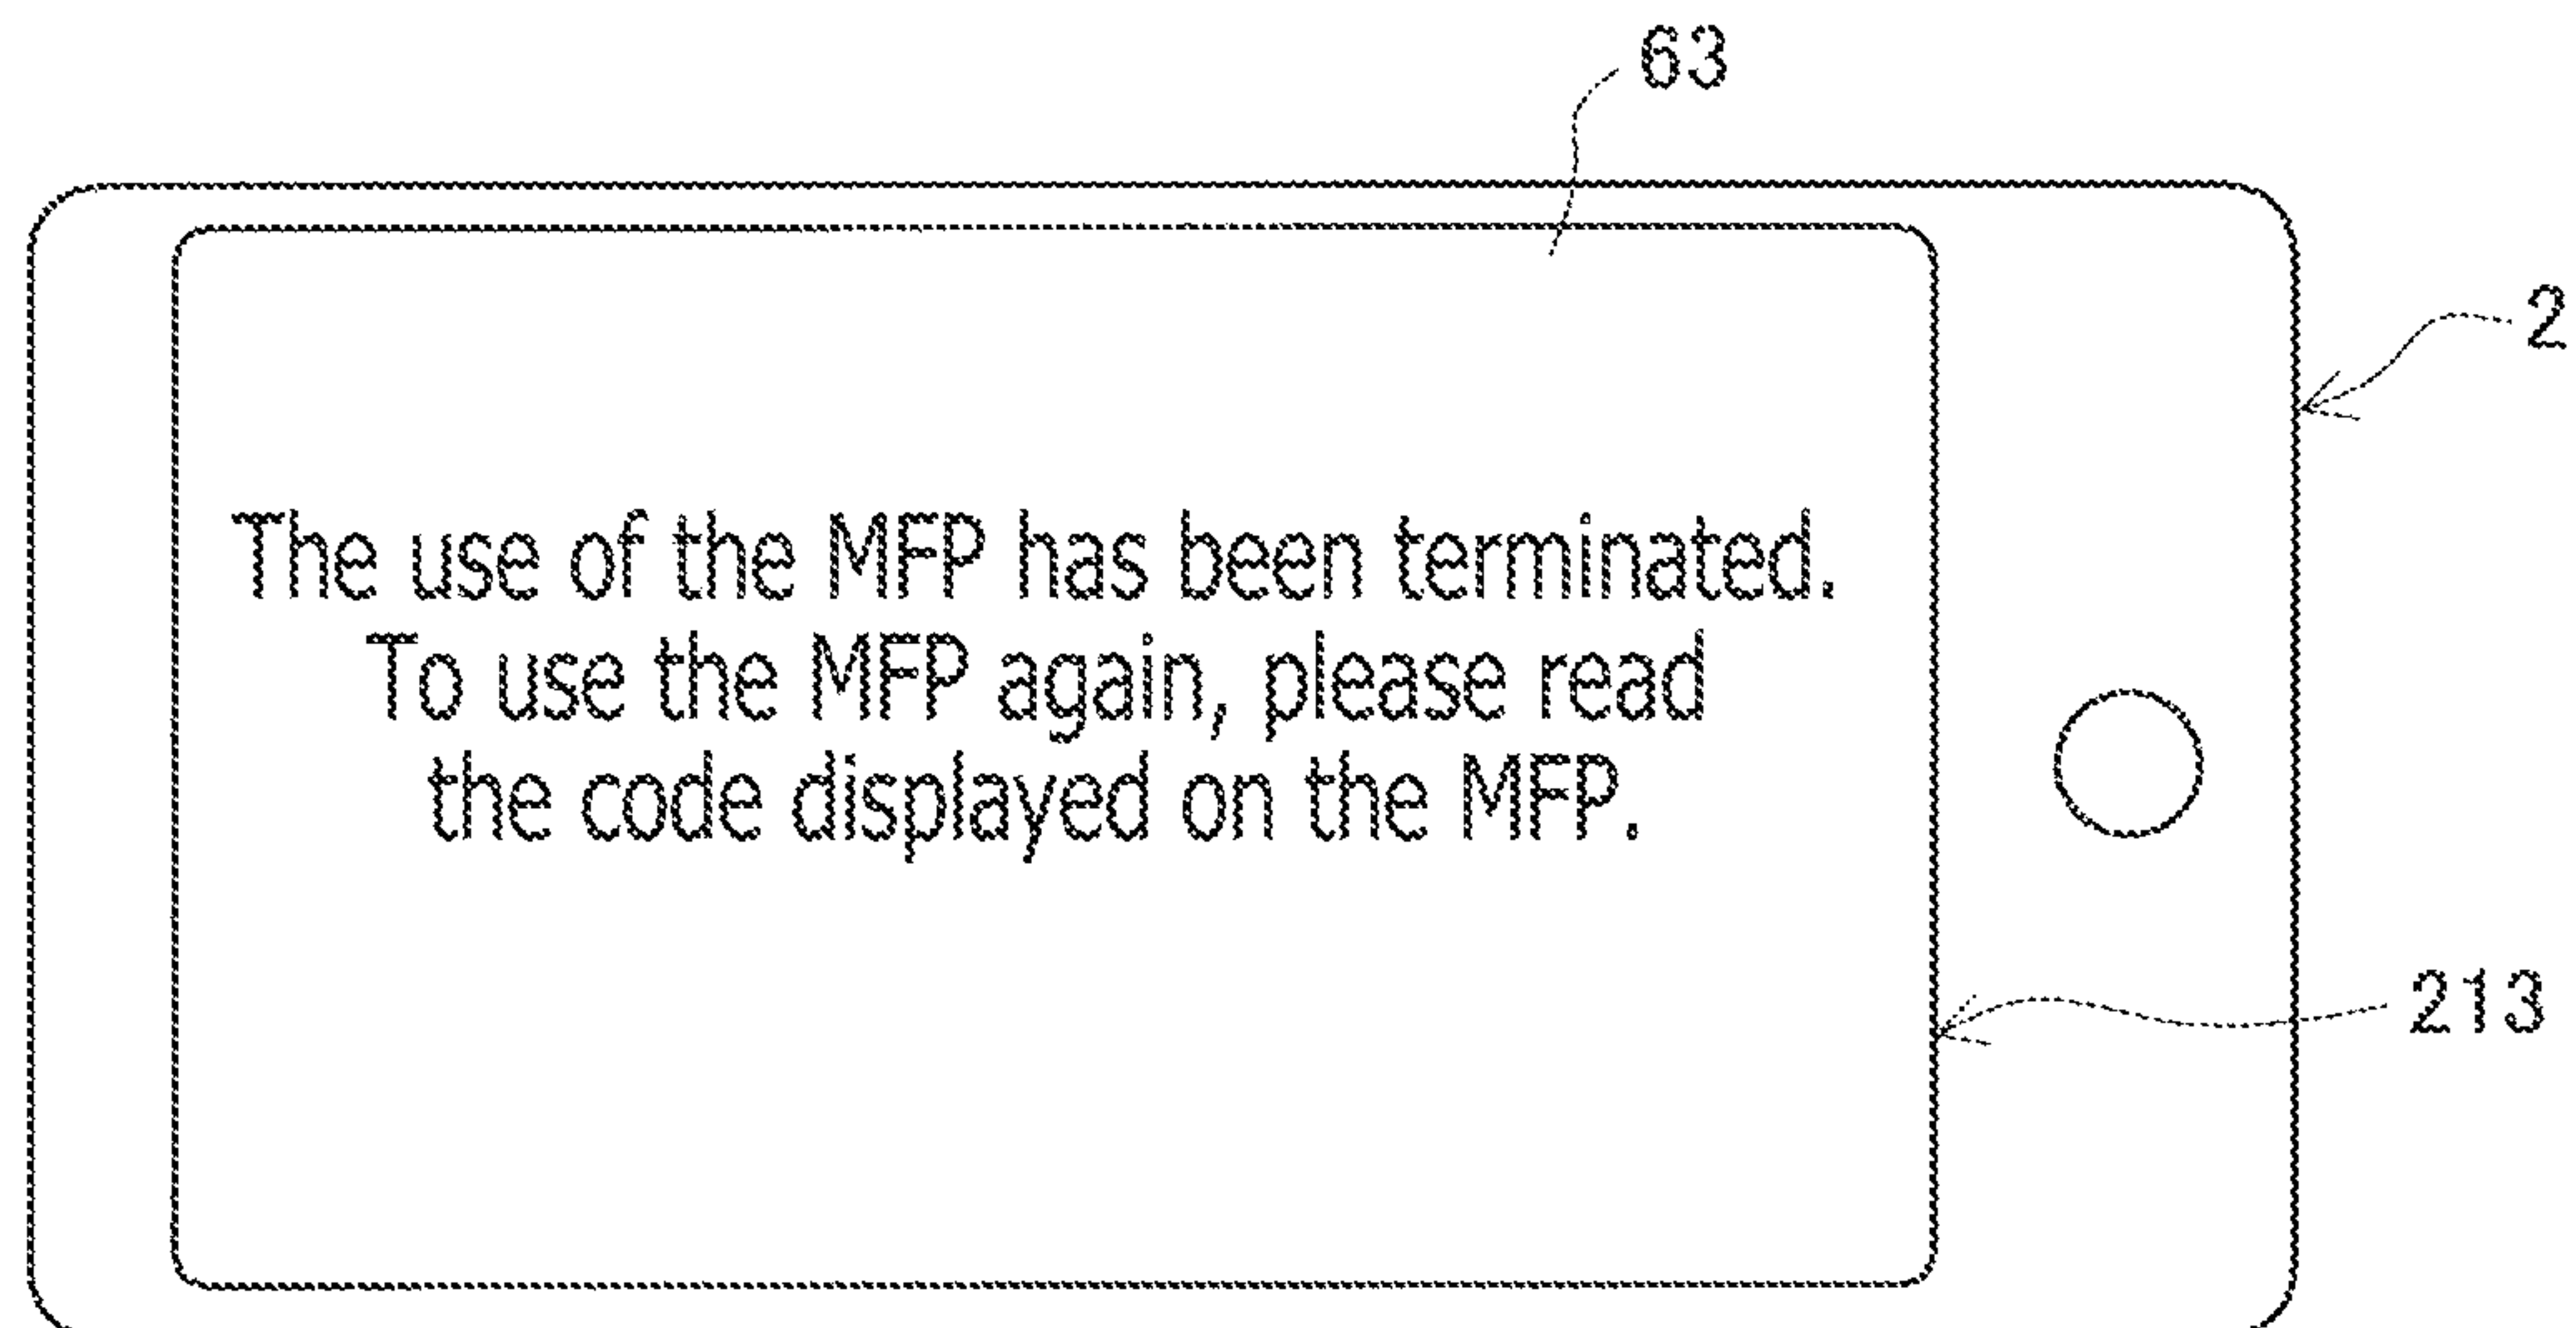 63
2
The use of the MFP has been terminated.
To use the MFP again, please read
the code displayed on the MFP.
213